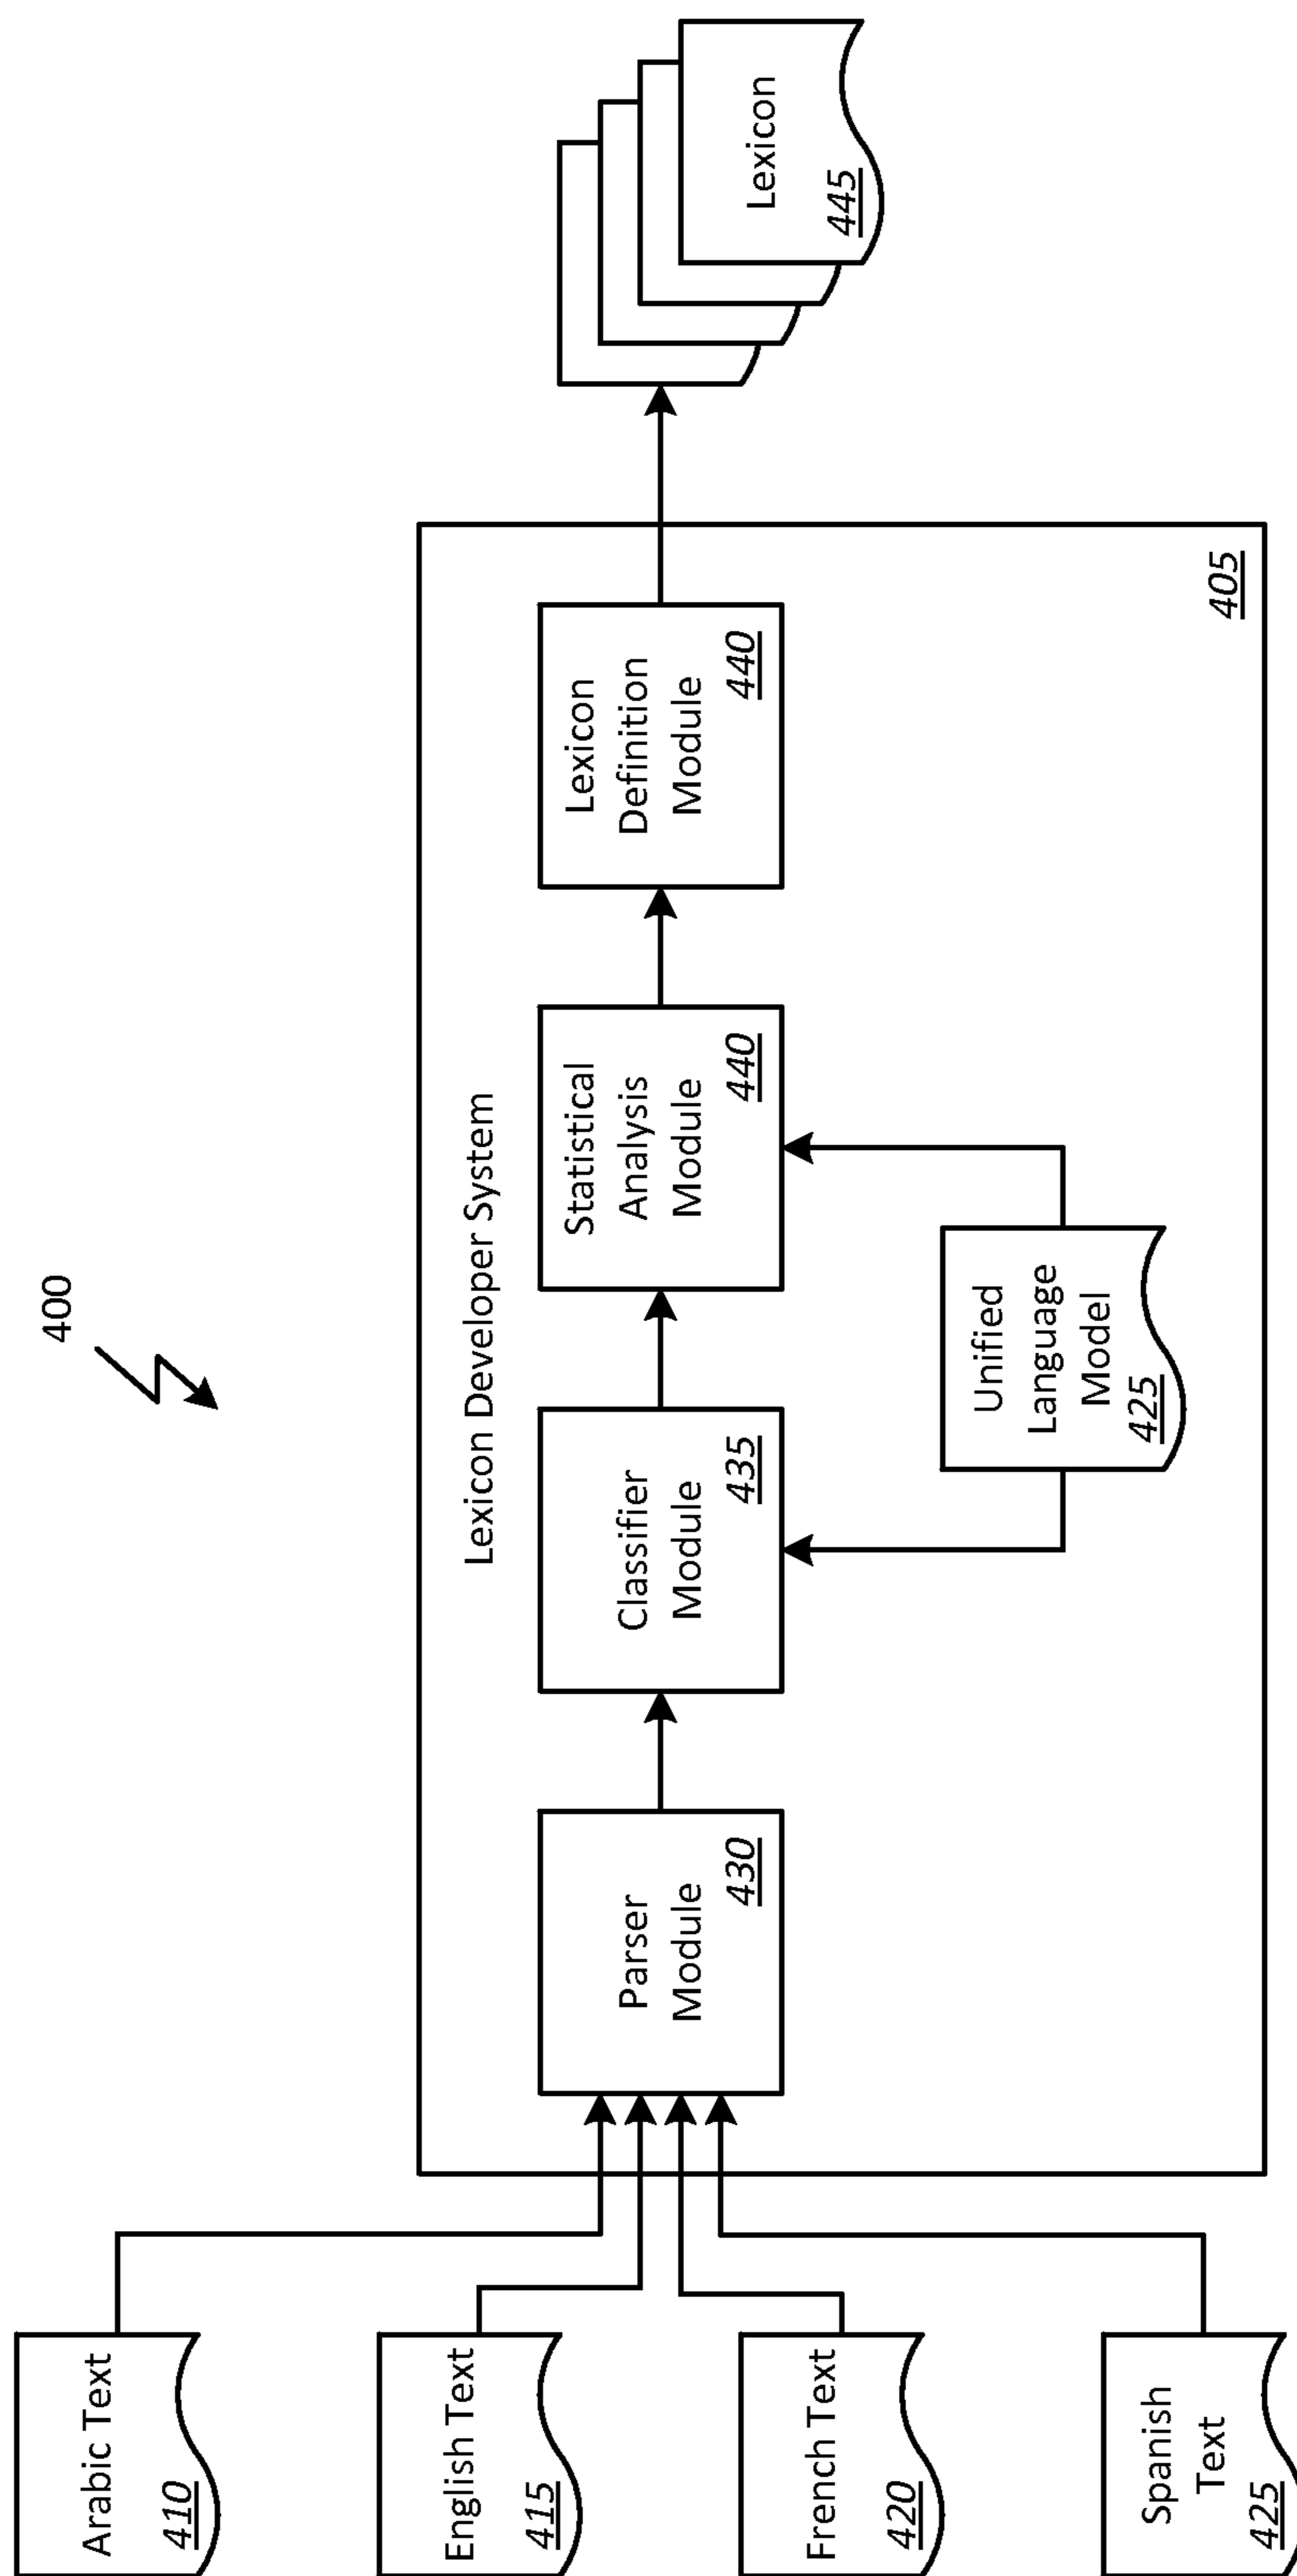 400
Arabic Text
410
English Text
415
French Text
420
Spanish
Text
425
Lexicon Developer System
Parser
Module
430
Classifier
Module
435
Statistical
Analysis
Module
440
Lexicon
Definition
Module
440
Unified
Language
Model
425
405
Lexicon
445